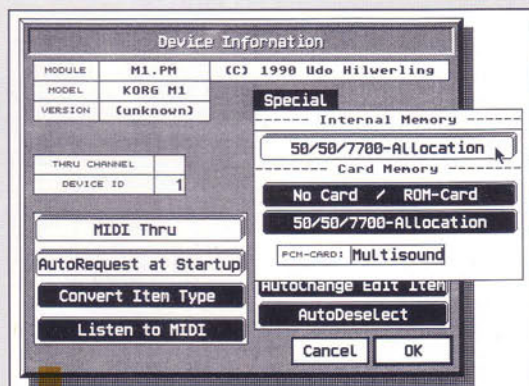 Device Information
MODULE M1.PM (C) 1990 Udo Hilwerling
MODEL KORG M1
VERSION (unknown)
THRU CHANNEL
DEVICE ID 1
MIDI Thru
AutoRequest at Startup
Convert Item Type
Listen to MIDI
Special
Internal Memory
50/50/7700-Allocation
Card Memory
No Card / ROM-Card
50/50/7700-Allocation
PCM-CARD: Multisound
AutoChange Edit Item
AutoDeselect
Cancel OK